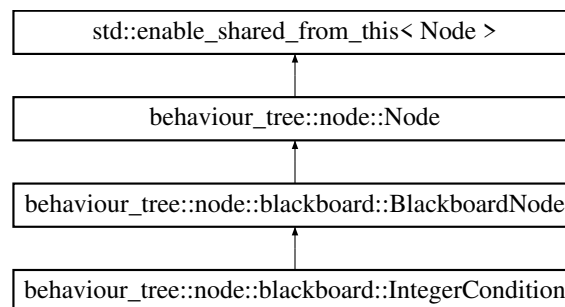 std::enable_shared_from_this< Node >
behaviour_tree::node::Node
behaviour_tree::node::blackboard::BlackboardNode
behaviour_tree::node::blackboard::IntegerCondition